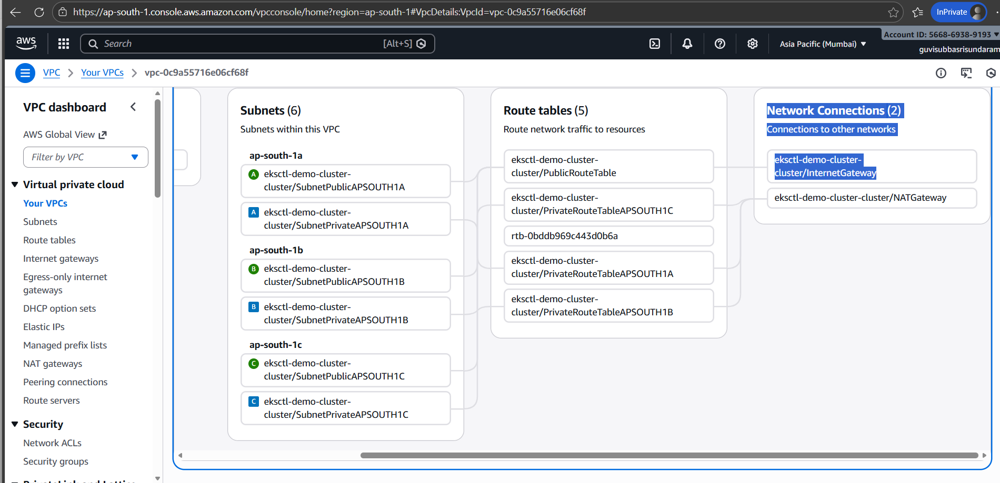 https://ap-south-1.console.aws.amazon.com/vpcconsole/home?region=ap-south-1#VpcDetails:VpcId=vpc-0c9a55716e06cf68f
InPrivate
aws
Search
[Alt+S]
Asia Pacific (Mumbai)
Account ID: 5668-6938-9193
guvisubbasrisundaram
VPC
Your VPCs
vpc-0c9a55716e06cf68f
VPC dashboard
AWS Global View
Filter by VPC
Virtual private cloud
Your VPCs
Subnets
Route tables
Internet gateways
Egress-only internet
gateways
DHCP option sets
Elastic IPs
Managed prefix lists
NAT gateways
Peering connections
Route servers
Security
Network ACLs
Security groups
Subnets (6)
Subnets within this VPC
ap-south-1a
A eksctl-demo-cluster-
cluster/SubnetPublicAPSOUTH1A
A eksctl-demo-cluster-
cluster/SubnetPrivateAPSOUTH1A
ap-south-1b
B eksctl-demo-cluster-
cluster/SubnetPublicAPSOUTH1B
B eksctl-demo-cluster-
cluster/SubnetPrivateAPSOUTH1B
ap-south-1c
C eksctl-demo-cluster-
cluster/SubnetPublicAPSOUTH1C
C eksctl-demo-cluster-
cluster/SubnetPrivateAPSOUTH1C
Route tables (5)
Route network traffic to resources
eksctl-demo-cluster-
cluster/PublicRouteTable
eksctl-demo-cluster-
cluster/PrivateRouteTableAPSOUTH1C
rtb-0bddb969c443d0b6a
eksctl-demo-cluster-
cluster/PrivateRouteTableAPSOUTH1A
eksctl-demo-cluster-
cluster/PrivateRouteTableAPSOUTH1B
Network Connections (2)
Connections to other networks
eksctl-demo-cluster-
cluster/InternetGateway
eksctl-demo-cluster-cluster/NATGateway